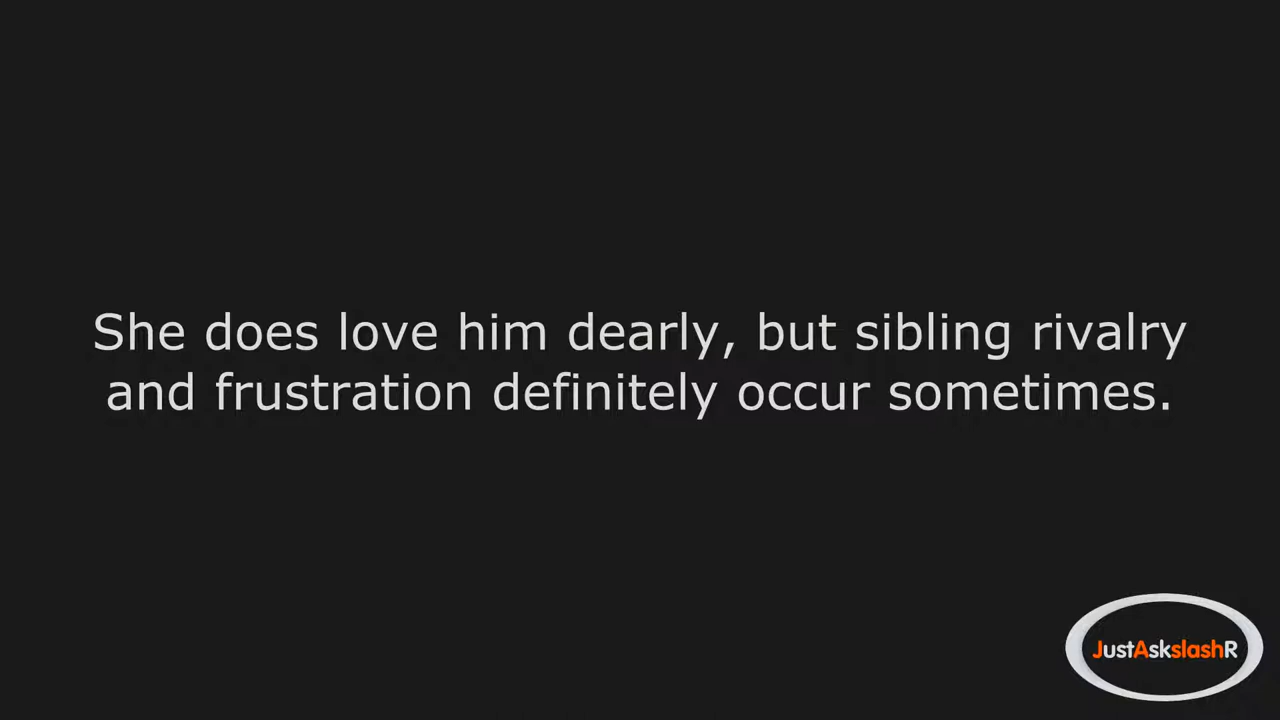 She does love him dearly, but sibling rivalry
and frustration definitely occur sometimes.
JustAskslashR